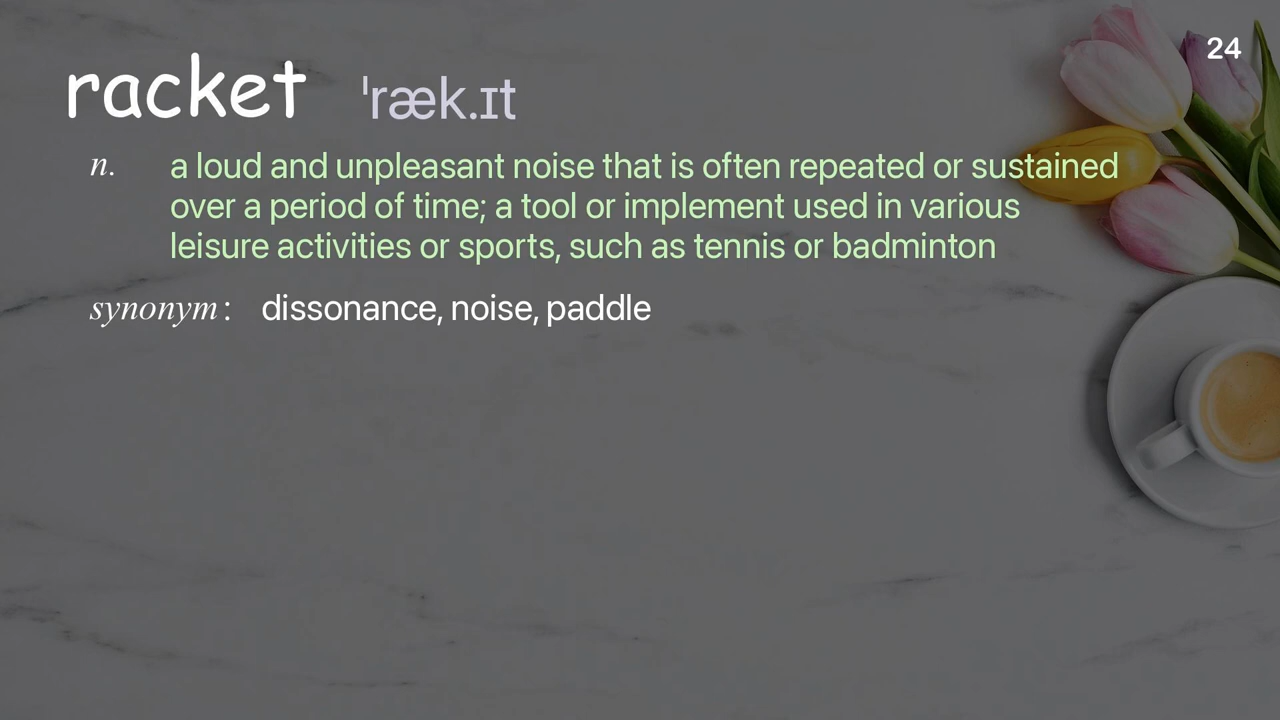 24
racket ˈræk.ɪt
n. a loud and unpleasant noise that is often repeated or sustained
over a period of time; a tool or implement used in various
leisure activities or sports, such as tennis or badminton
synonym: dissonance, noise, paddle